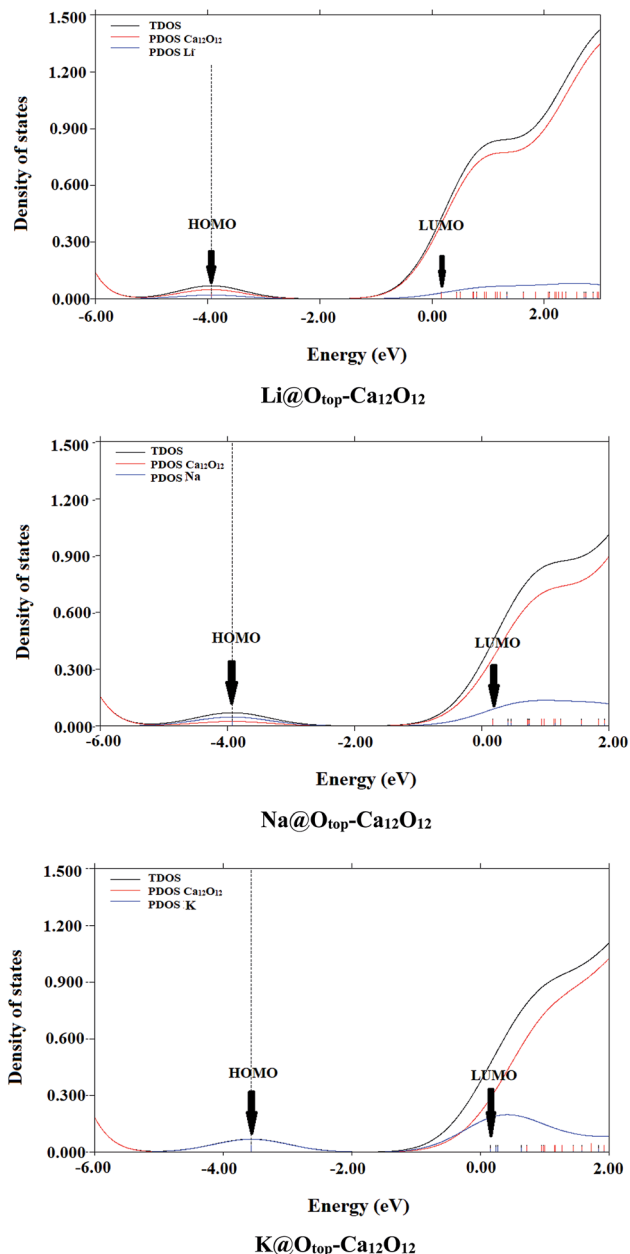 1.500
TDOS
PDOS Ca₁₂O₁₂
PDOS Li
1.200
0.900
0.600
0.300
0.000
Density of states
HOMO
LUMO
-6.00 -4.00 -2.00 0.00 2.00
Energy (eV)
Li@Otop-Ca₁₂O₁₂
1.500
TDOS
PDOS Ca₁₂O₁₂
PDOS Na
1.200
0.900
0.600
0.300
0.000
Density of states
HOMO
LUMO
-6.00 -4.00 -2.00 0.00 2.00
Energy (eV)
Na@Otop-Ca₁₂O₁₂
1.500
TDOS
PDOS Ca₁₂O₁₂
PDOS K
1.200
0.900
0.600
0.300
0.000
Density of states
HOMO
LUMO
-6.00 -4.00 -2.00 0.00 2.00
Energy (eV)
K@Otop-Ca₁₂O₁₂